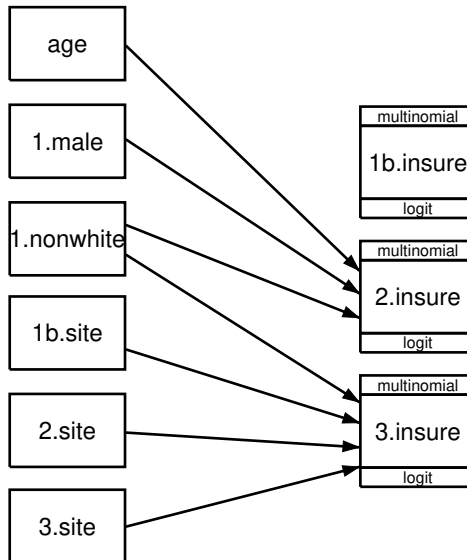 age
1.male
1.nonwhite
1b.site
2.site
3.site
multinomial
1b.insure
logit
multinomial
2.insure
logit
multinomial
3.insure
logit